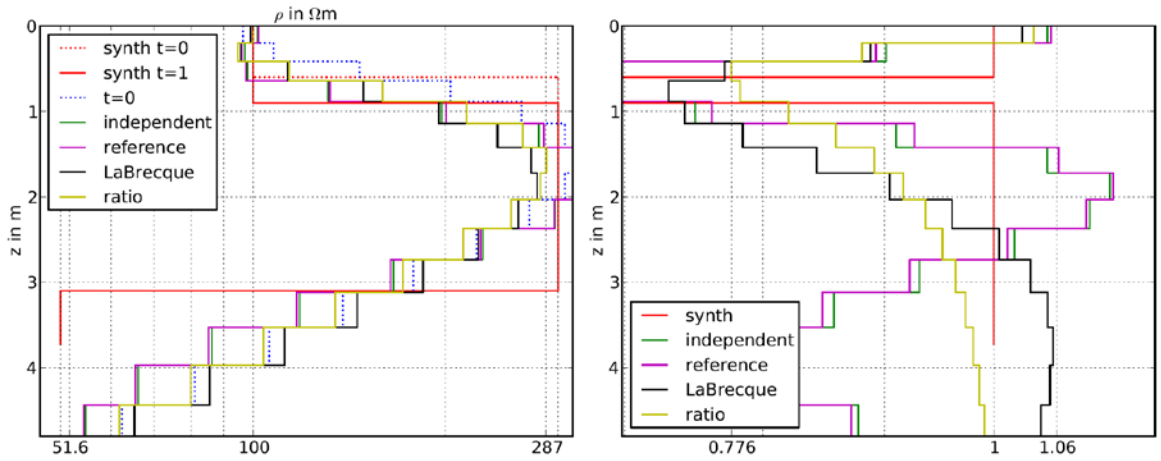 ρ in Ωm
0
1
2
3
4
z in m
synth t=0
synth t=1
t=0
independent
reference
LaBrecque
ratio
51.6
100
287
0
1
2
3
4
z in m
synth
independent
reference
LaBrecque
ratio
0.776
1
1.06